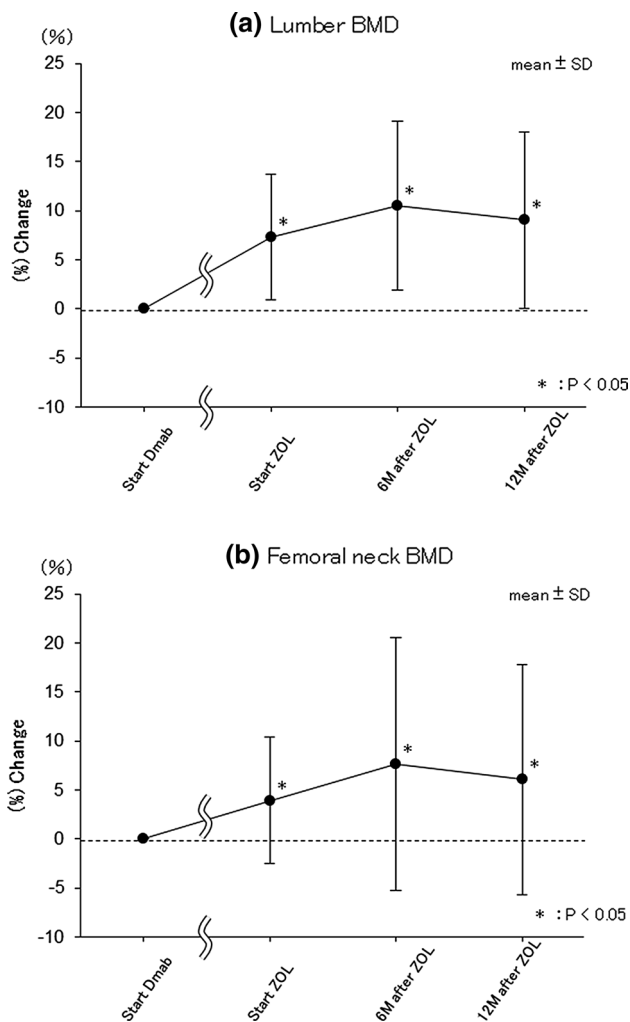 (a) Lumber BMD
(%)
mean ± SD
25
20
15
10
5
0
-5
-10
(%) Change
*
*
*
* : P < 0.05
Start Dmab
Start ZOL
6M after ZOL
12M after ZOL
(b) Femoral neck BMD
(%)
mean ± SD
25
20
15
10
5
0
-5
-10
(%) Change
*
*
*
* : P < 0.05
Start Dmab
Start ZOL
6M after ZOL
12M after ZOL